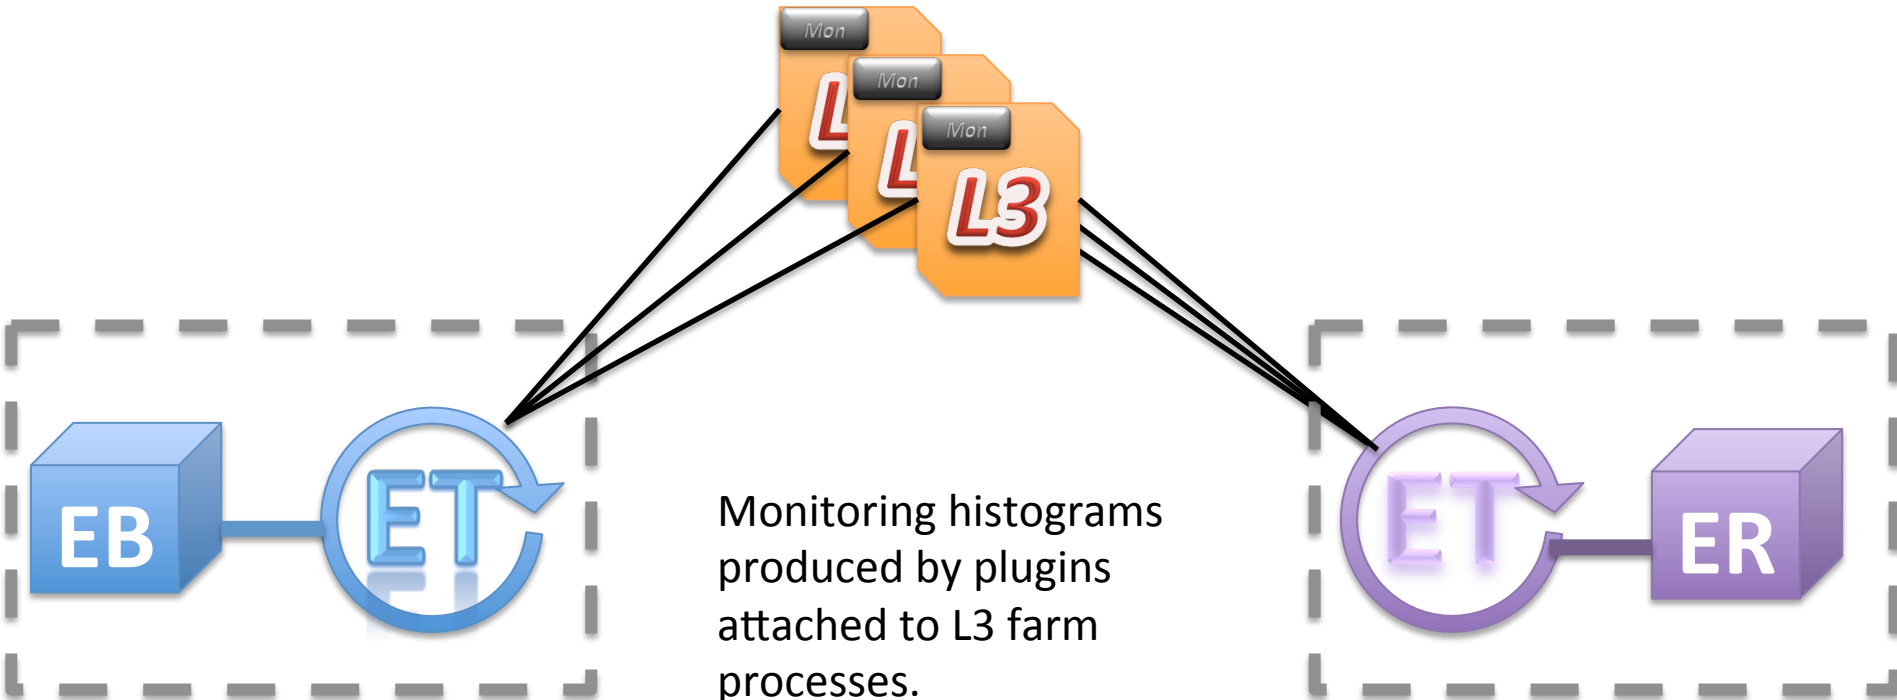 Mon
L
Mon
L
Mon
L3
EB
ET
Monitoring histograms
produced by plugins
attached to L3 farm
processes.
ET
ER